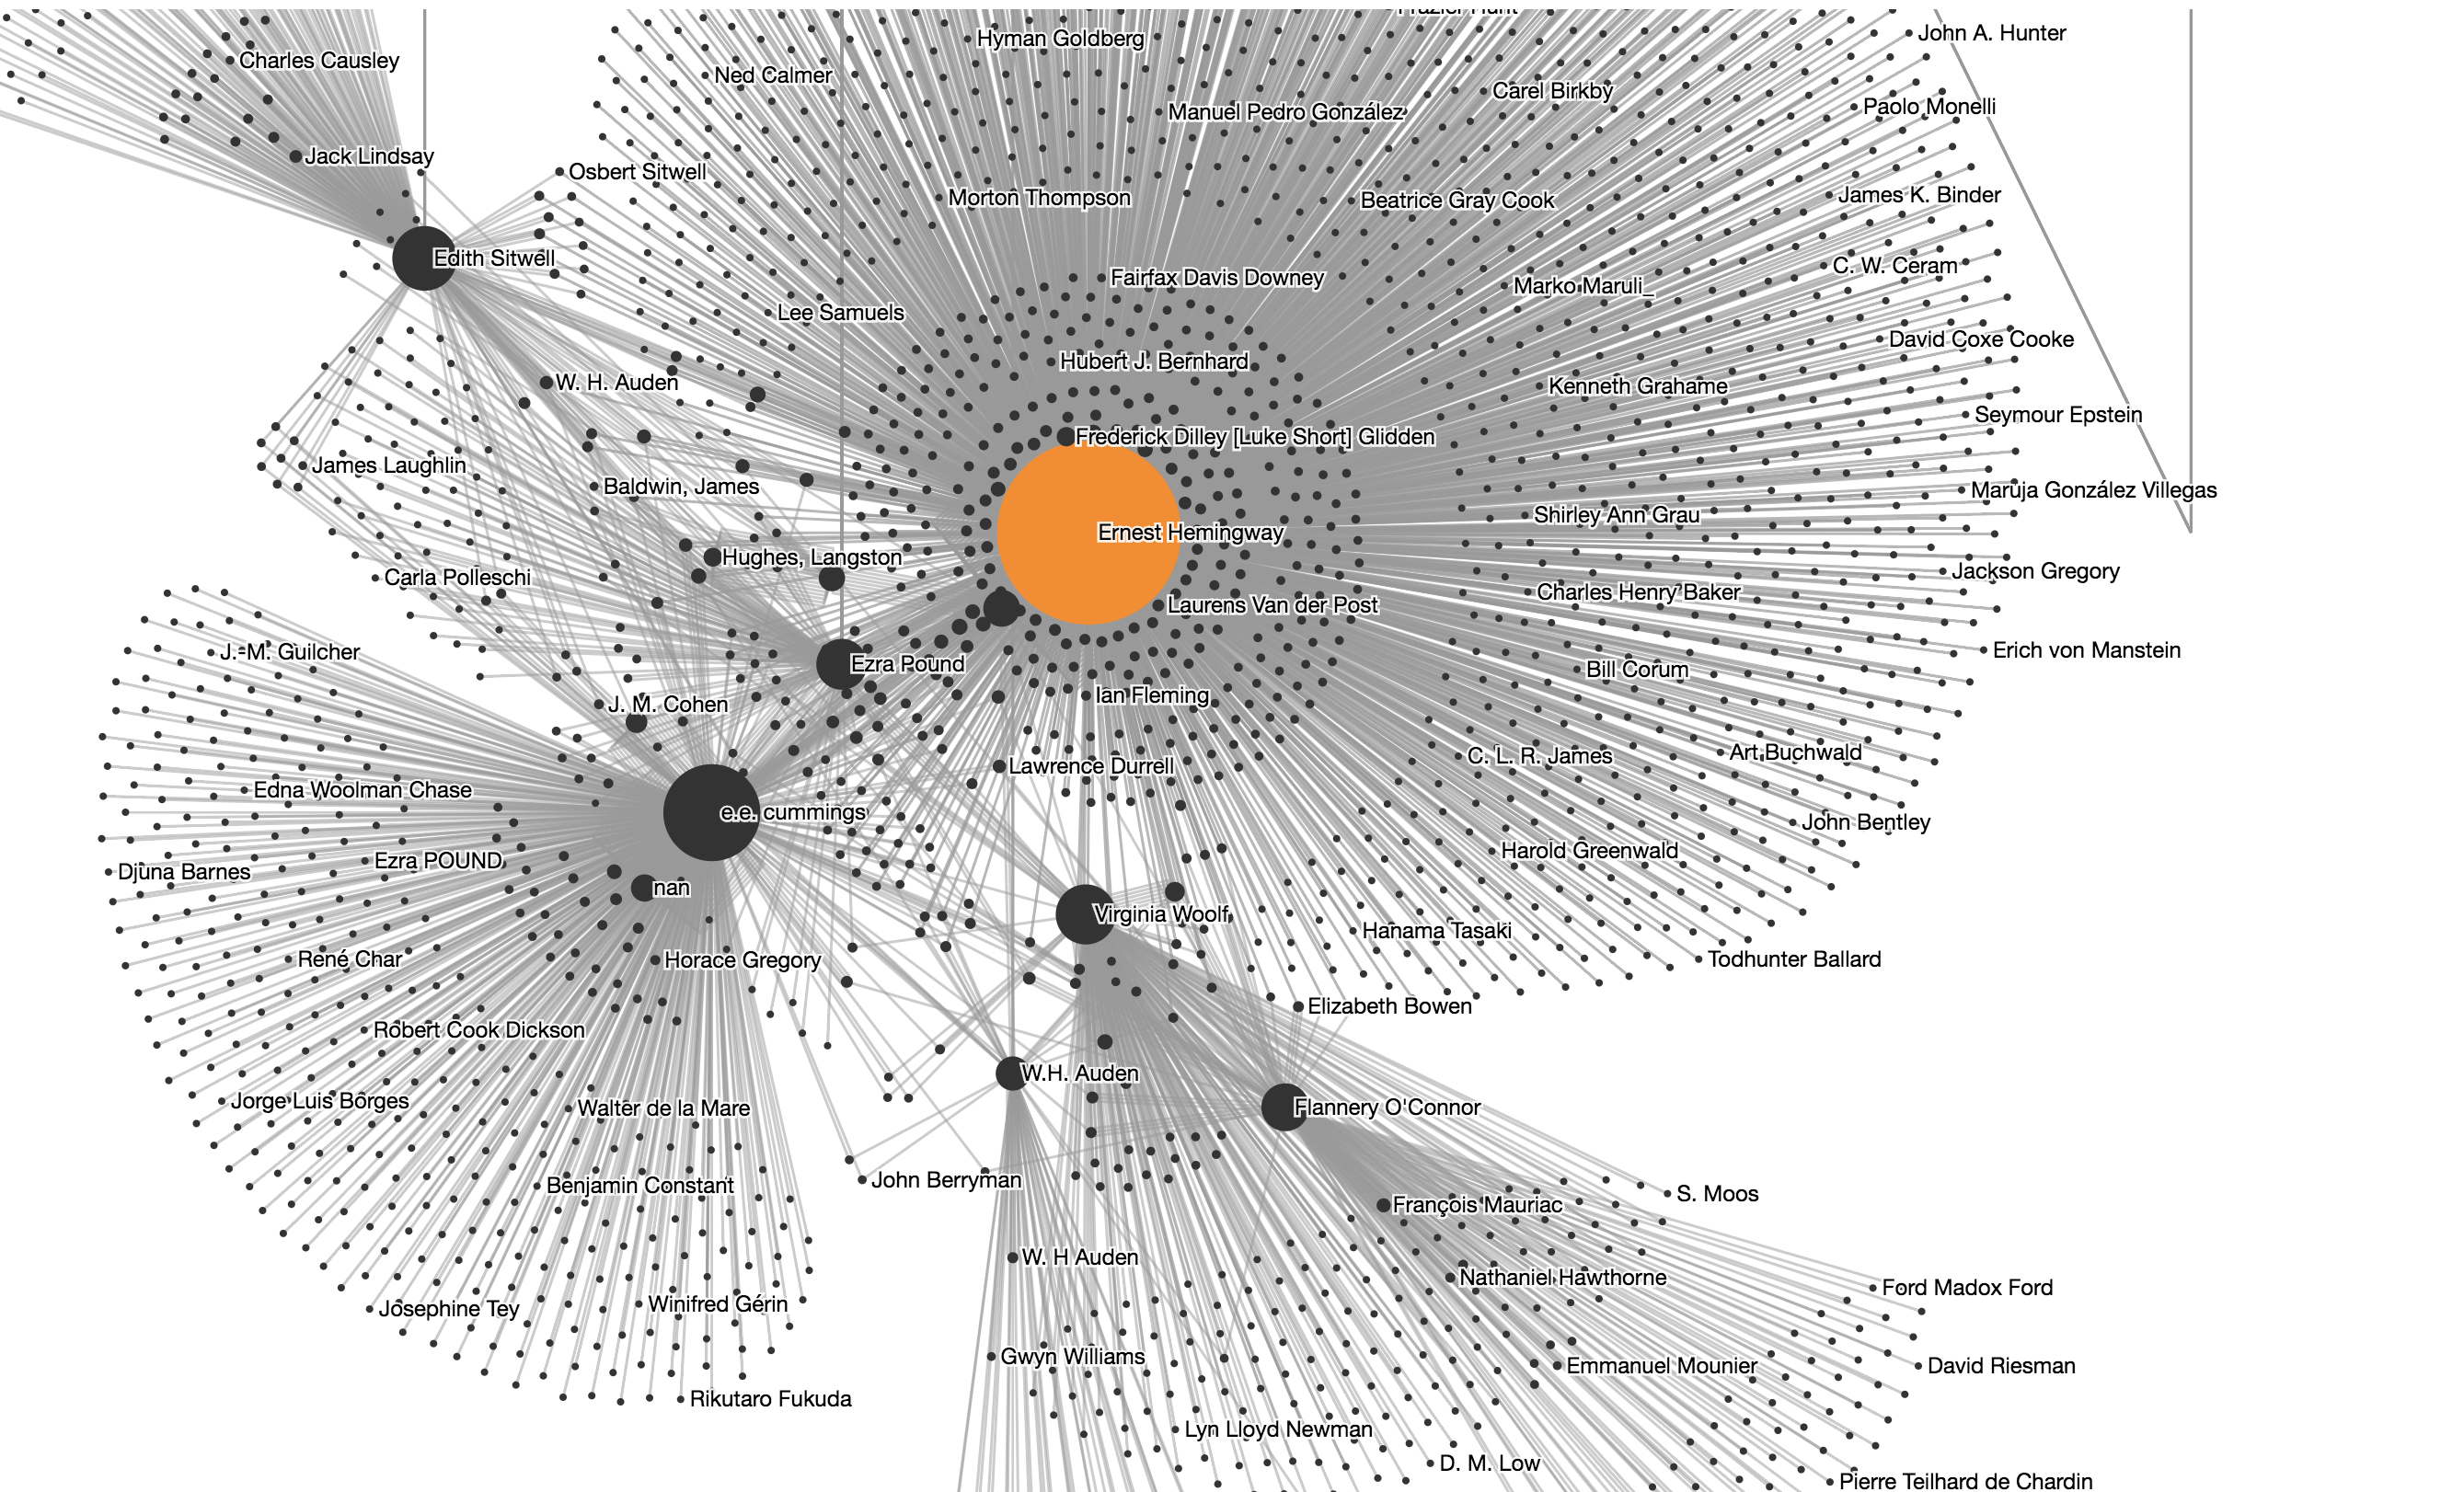 Frazier Hunt
John A. Hunter
Hyman Goldberg
Charles Causley
Ned Calmer
Carel Birkby
Manuel Pedro González
Paolo Monelli
Jack Lindsay
Osbert Sitwell
Morton Thompson
Beatrice Gray Cook
James K. Binder
Edith Sitwell
C. W. Ceram
Fairfax Davis Downey
Marko Maruli_
Lee Samuels
David Coxe Cooke
Hubert J. Bernhard
W. H. Auden
Kenneth Grahame
Seymour Epstein
Frederick Dilley [Luke Short] Glidden
James Laughlin
Baldwin, James
Maruja González Villegas
Shirley Ann Grau
Ernest Hemingway
Hughes, Langston
Jackson Gregory
Carla Polleschi
Charles Henry Baker
Laurens Van der Post
J.-M. Guilcher
Erich von Manstein
Ezra Pound
Bill Corum
Ian Fleming
J. M. Cohen
Art Buchwald
C. L. R. James
Lawrence Durrell
Edna Woolman Chase
e.e. cummings
John Bentley
Harold Greenwald
Ezra POUND
Djuna Barnes
nan
Virginia Woolf
Hanama Tasaki
René Char
Horace Gregory
Todhunter Ballard
Elizabeth Bowen
Robert Cook Dickson
W.H. Auden
Jorge Luis Borges
Walter de la Mare
Flannery O'Connor
John Berryman
Benjamin Constant
S. Moos
François Mauriac
W. H Auden
Nathaniel Hawthorne
Ford Madox Ford
Josephine Tey
Winifred Gérin
Gwyn Williams
Emmanuel Mounier
David Riesman
Rikutaro Fukuda
Lyn Lloyd Newman
D. M. Low
Pierre Teilhard de Chardin